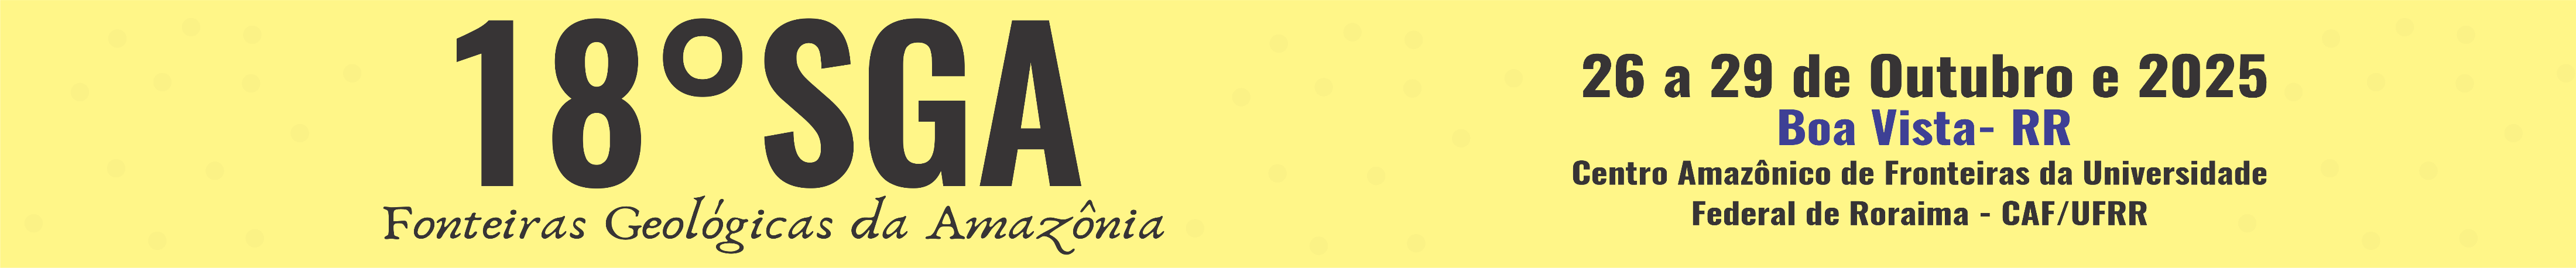 18°SGA
Fonteiras Geológicas da Amazônia
26 a 29 de Outubro e 2025
Boa Vista- RR
Centro Amazônico de Fronteiras da Universidade
Federal de Roraima - CAF/UFRR